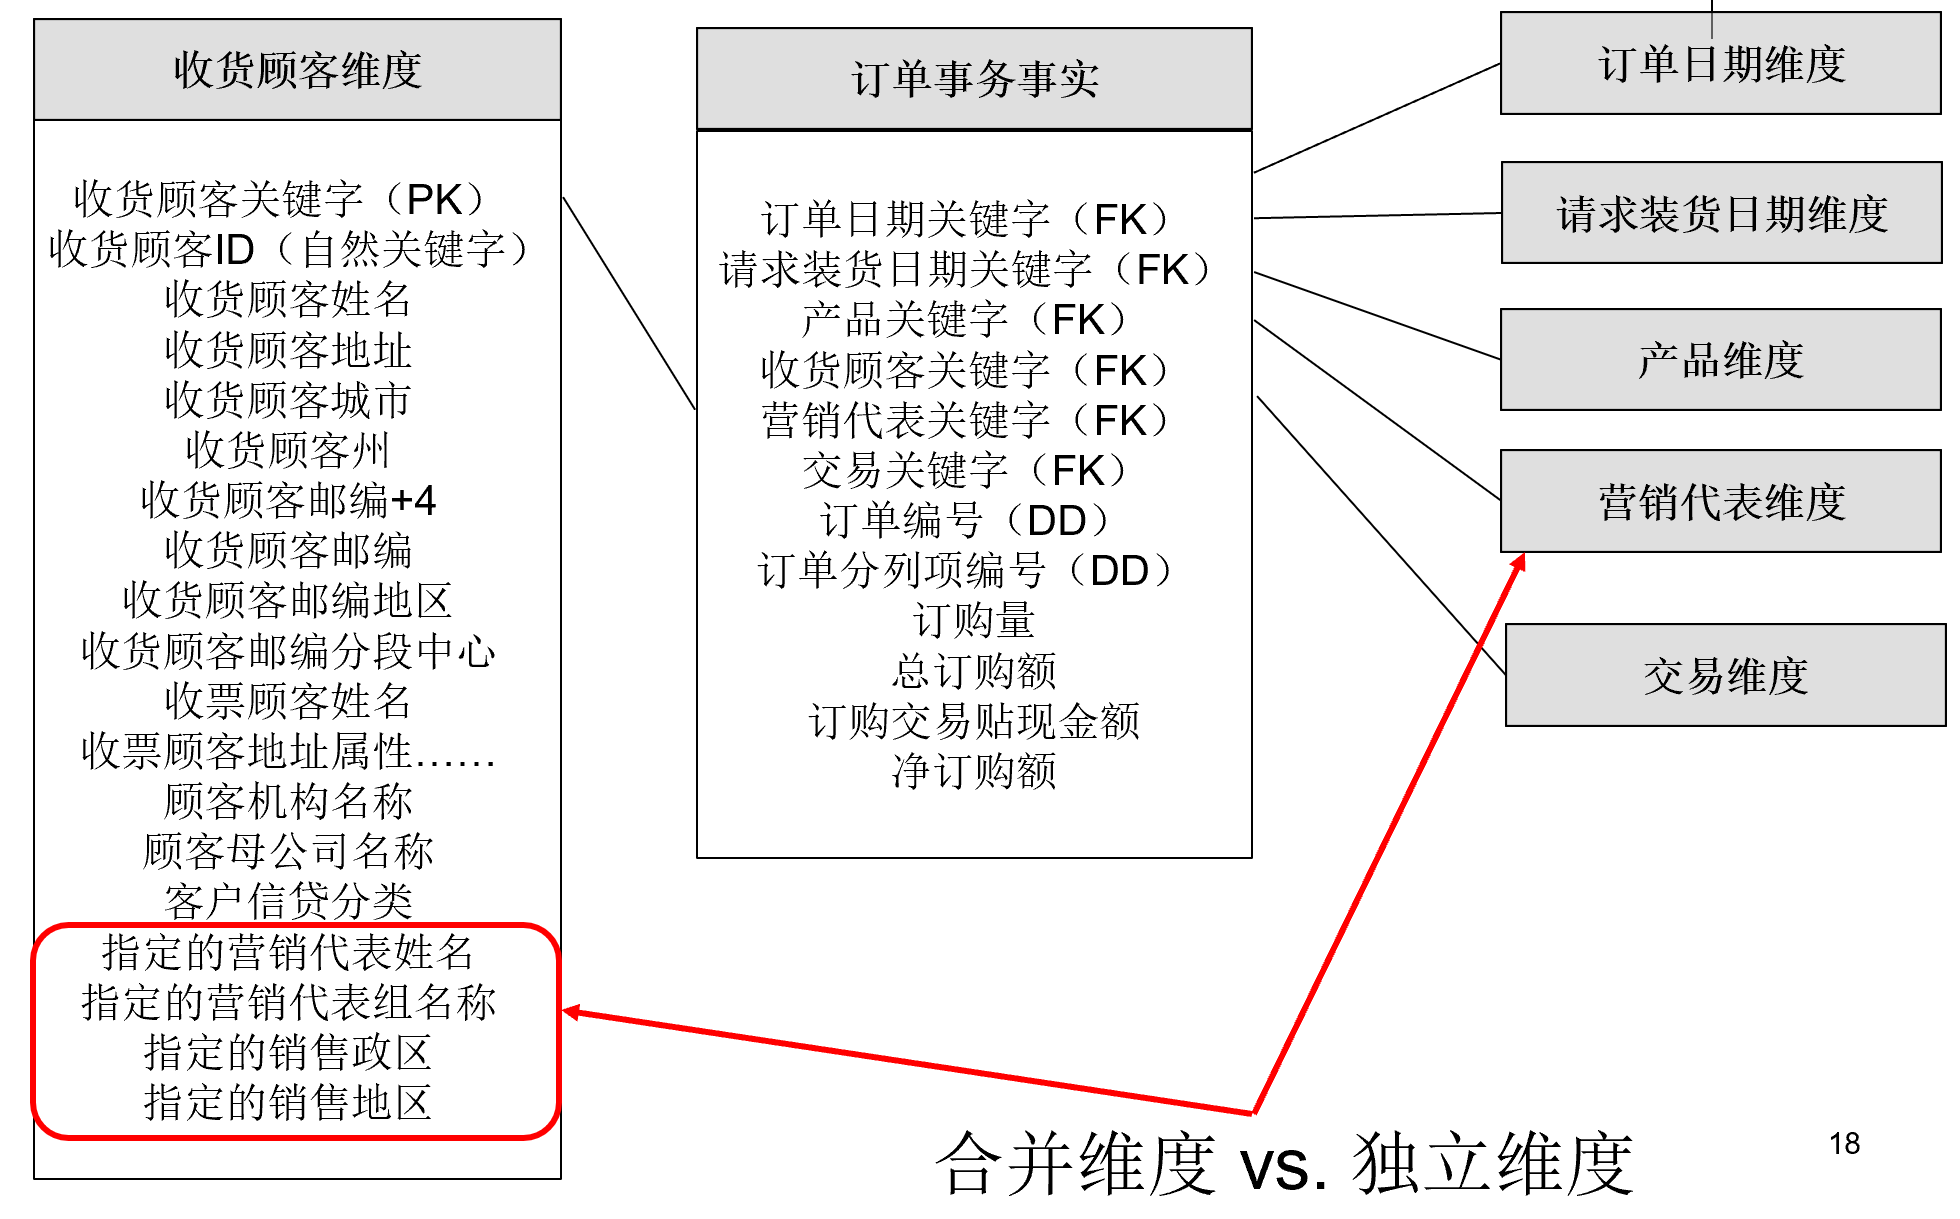 收货顾客维度
收货顾客关键字（PK）
收货顾客ID（自然关键字）
收货顾客姓名
收货顾客地址
收货顾客城市
收货顾客州
收货顾客邮编+4
收货顾客邮编
收货顾客邮编地区
收货顾客邮编分段中心
收票顾客姓名
收票顾客地址属性……
顾客机构名称
顾客母公司名称
客户信贷分类
指定的营销代表姓名
指定的营销代表组名称
指定的销售政区
指定的销售地区
订单事务事实
订单日期关键字（FK）
请求装货日期关键字（FK）
产品关键字（FK）
收货顾客关键字（FK）
营销代表关键字（FK）
交易关键字（FK）
订单编号（DD）
订单分列项编号（DD）
订购量
总订购额
订购交易贴现金额
净订购额
订单日期维度
请求装货日期维度
产品维度
营销代表维度
交易维度
合并维度 vs. 独立维度
18